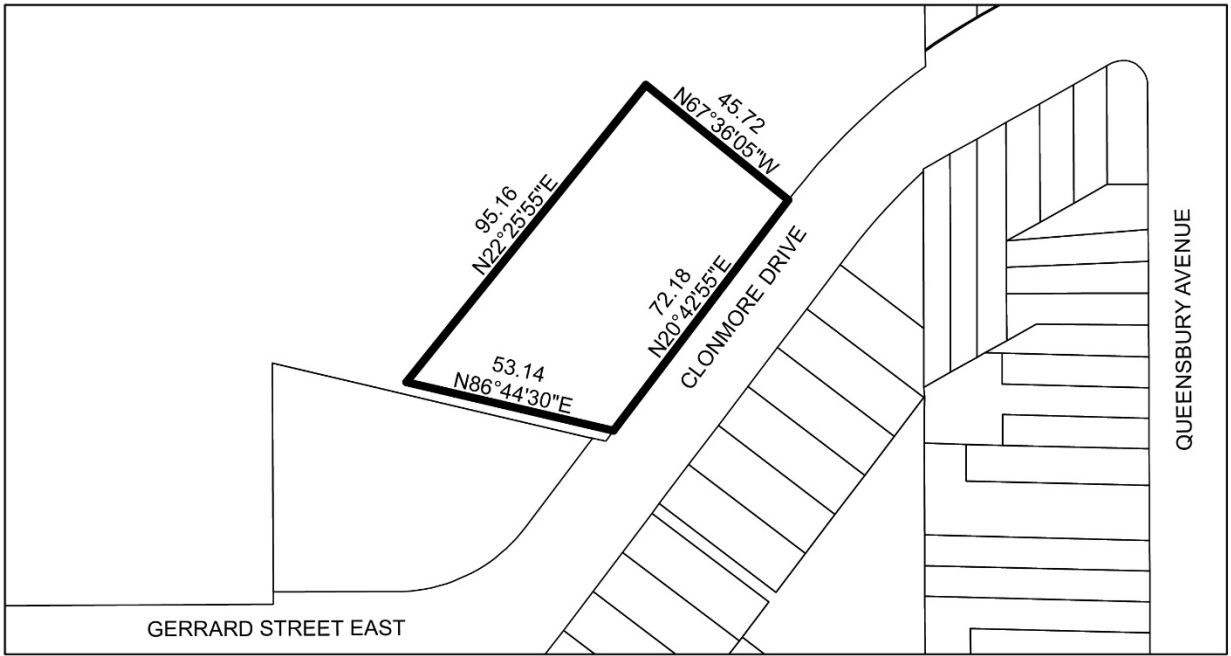 45.72
N67°36'05"W
95.16
N22°25'55"E
72.18
N20°42'55"E
53.14
N86°44'30"E
CLONMORE DRIVE
QUEENSBURY AVENUE
GERRARD STREET EAST